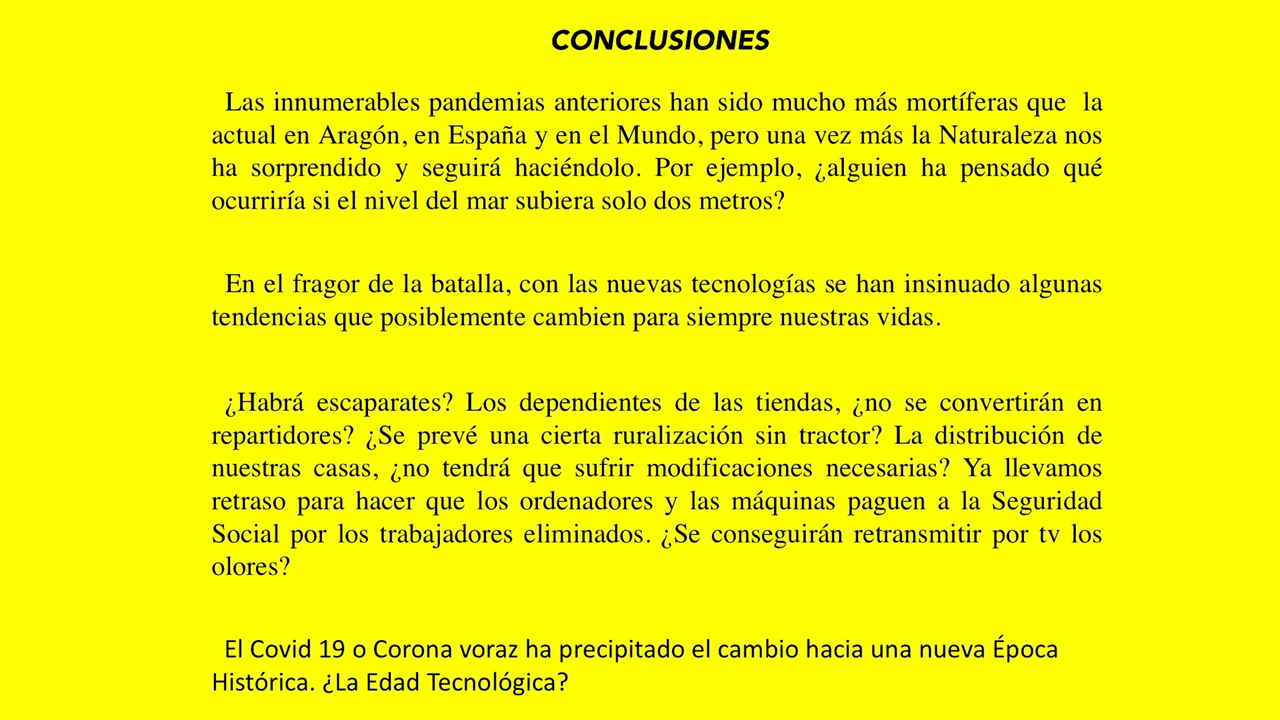 CONCLUSIONES
Las innumerables pandemias anteriores han sido mucho más mortíferas que la
actual en Aragón, en España y en el Mundo, pero una vez más la Naturaleza nos
ha sorprendido y seguirá haciéndolo. Por ejemplo, ¿alguien ha pensado qué
ocurriría si el nivel del mar subiera solo dos metros?
En el fragor de la batalla, con las nuevas tecnologías se han insinuado algunas
tendencias que posiblemente cambien para siempre nuestras vidas.
¿Habrá escaparates? Los dependientes de las tiendas, ¿no se convertirán en
repartidores? ¿Se prevé una cierta ruralización sin tractor? La distribución de
nuestras casas, ¿no tendrá que sufrir modificaciones necesarias? Ya llevamos
retraso para hacer que los ordenadores y las máquinas paguen a la Seguridad
Social por los trabajadores eliminados. ¿Se conseguirán retransmitir por tv los
olores?
El Covid 19 o Corona voraz ha precipitado el cambio hacia una nueva Época
Histórica. ¿La Edad Tecnológica?